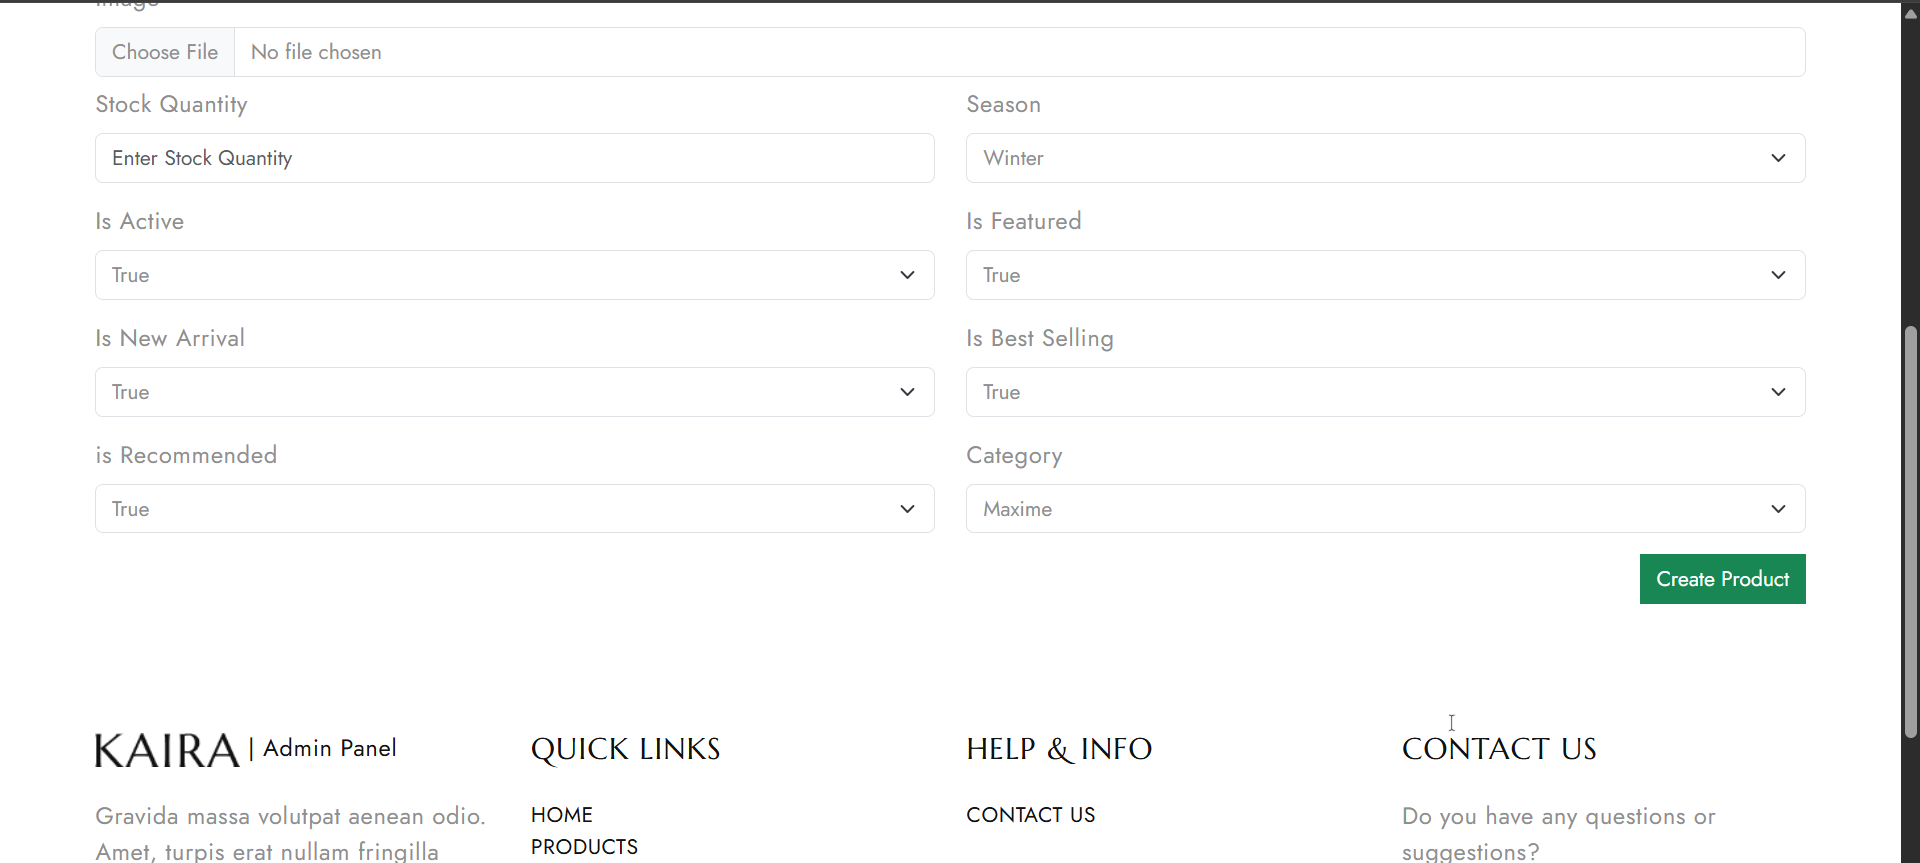 Image
Choose File No file chosen
Stock Quantity
Season
Enter Stock Quantity
Winter
Is Active
Is Featured
True
True
Is New Arrival
Is Best Selling
True
True
is Recommended
Category
True
Maxime
Create Product
KAIRA | Admin Panel
QUICK LINKS
HELP & INFO
CONTACT US
Gravida massa volutpat aenean odio.
Amet, turpis erat nullam fringilla
HOME
PRODUCTS
CONTACT US
Do you have any questions or
suggestions?